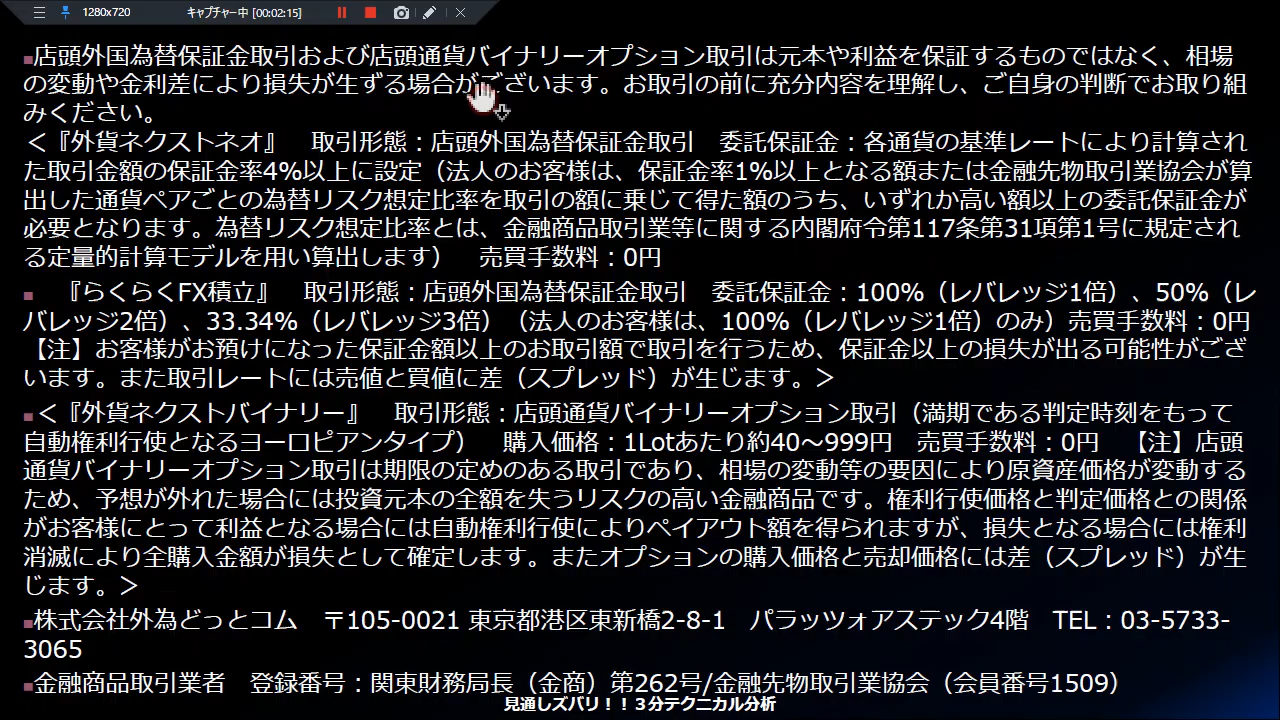 1280x720 キャプチャー中 [00:02:15]
■店頭外国為替保証金取引および店頭通貨バイナリーオプション取引は元本や利益を保証するものではなく、相場
の変動や金利差により損失が生ずる場合がございます。お取引の前に充分内容を理解し、ご自身の判断でお取り組
みください。
＜『外貨ネクストネオ』　取引形態：店頭外国為替保証金取引　委託保証金：各通貨の基準レートにより計算され
た取引金額の保証金率4%以上に設定（法人のお客様は、保証金率1%以上となる額または金融先物取引業協会が算
出した通貨ペアごとの為替リスク想定比率を取引の額に乗じて得た額のうち、いずれか高い額以上の委託保証金が
必要となります。為替リスク想定比率とは、金融商品取引業等に関する内閣府令第117条第31項第1号に規定され
る定量的計算モデルを用い算出します）　売買手数料：0円
■　『らくらくFX積立』　取引形態：店頭外国為替保証金取引　委託保証金：100%（レバレッジ1倍）、50%（レ
バレッジ2倍）、33.34%（レバレッジ3倍）（法人のお客様は、100%（レバレッジ1倍）のみ）売買手数料：0円
【注】お客様がお預けになった保証金額以上のお取引額で取引を行うため、保証金以上の損失が出る可能性がござ
います。また取引レートには売値と買値に差（スプレッド）が生じます。＞
■＜『外貨ネクストバイナリー』　取引形態：店頭通貨バイナリーオプション取引（満期である判定時刻をもって
自動権利行使となるヨーロピアンタイプ）　購入価格：1Lotあたり約40～999円　売買手数料：0円　【注】店頭
通貨バイナリーオプション取引は期限の定めのある取引であり、相場の変動等の要因により原資産価格が変動する
ため、予想が外れた場合には投資元本の全額を失うリスクの高い金融商品です。権利行使価格と判定価格との関係
がお客様にとって利益となる場合には自動権利行使によりペイアウト額を得られますが、損失となる場合には権利
消滅により全購入金額が損失として確定します。またオプションの購入価格と売却価格には差（スプレッド）が生
じます。＞
■株式会社外為どっとコム　〒105-0021 東京都港区東新橋2-8-1　パラッツォアステック4階　TEL：03-5733-
3065
■金融商品取引業者　登録番号：関東財務局長（金商）第262号/金融先物取引業協会（会員番号1509）
見通しズバリ！！３分テクニカル分析